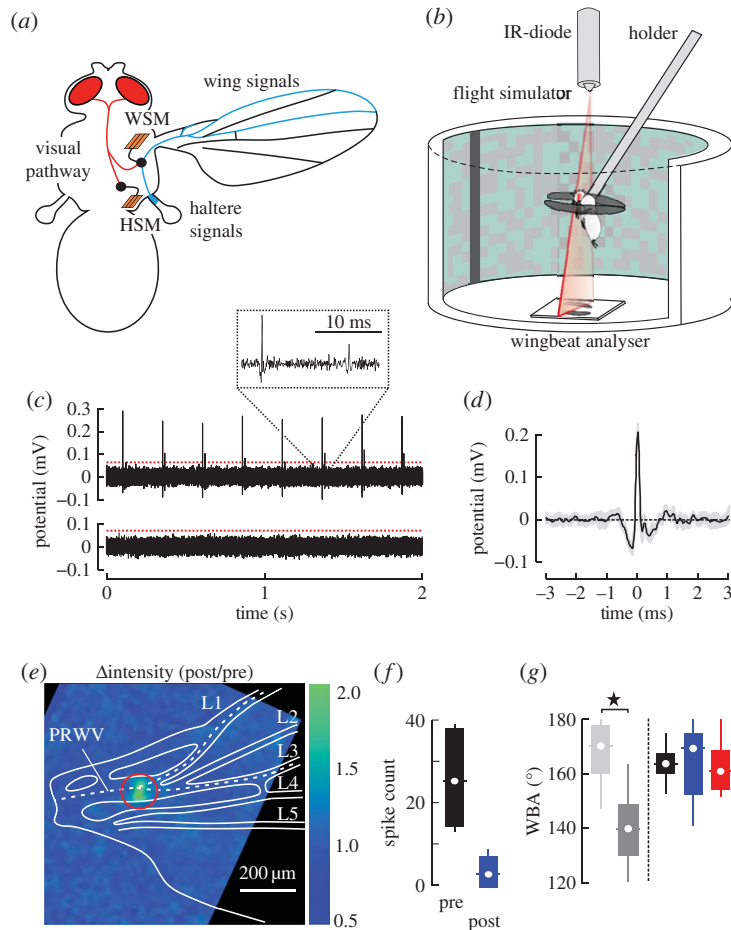 (a)
wing signals
WSM
visual
pathway
HSM
haltere
signals
(b)
IR-diode
holder
flight simulator
wingbeat analyser
10 ms
(c)
0.3
0.2
0.1
0
−0.1
potential (mV)
0.1
0
−0.1
0
1
2
time (s)
(d)
0.2
0
−0.1
potential (mV)
−3
−2
−1
0
1
2
3
time (ms)
(e)
Δintensity (post/pre)
PRWV
L1
L2
L3
L4
L5
200 µm
2.0
1.5
1.0
0.5
(f)
40
20
0
spike count
pre
post
(g)
180
160
140
120
WBA (°)